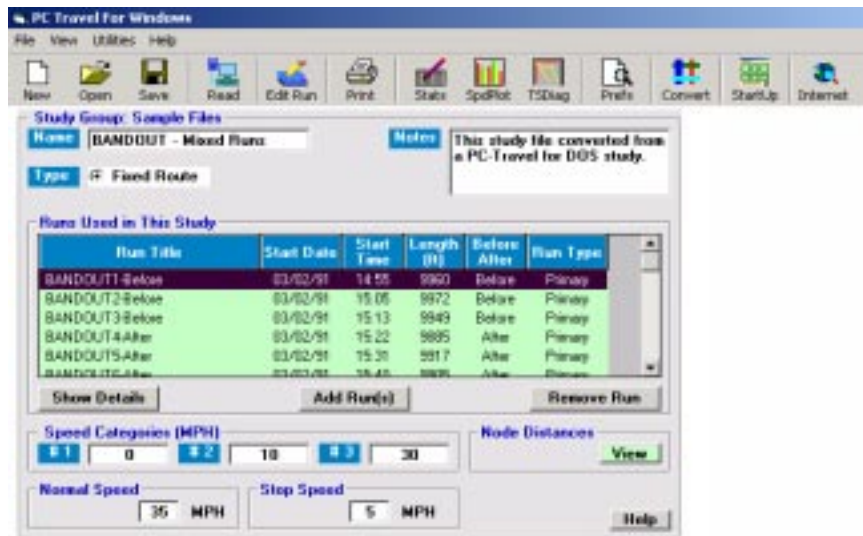 PC Travel For Windows
File View Utilities Help
New Open Save Read Edit Run Print Stats SpdPlot TSDiag Prefs Convert StartUp Internet
Study Group: Sample Files
Name BANDOUT - Mixed Runs
Notes This study file converted from
a PC-Travel for DOS study.
Type Fixed Route
Runs Used in This Study
Run Title Start Date Start Time Length (ft) Before After Run Type
BANDOUT1-Before 03/02/91 14:55 9960 Before Primary
BANDOUT2-Before 03/02/91 15:05 9972 Before Primary
BANDOUT3-Before 03/02/91 15:13 9949 Before Primary
BANDOUT4-After 03/02/91 15:22 9885 After Primary
BANDOUT5-After 03/02/91 15:31 9917 After Primary
BANDOUT6-After 03/02/91 After Primary
Show Details Add Run(s) Remove Run
Speed Categories (MPH)
# 1 0 # 2 10 # 3 30
Node Distances
View
Normal Speed
35 MPH
Stop Speed
5 MPH
Help